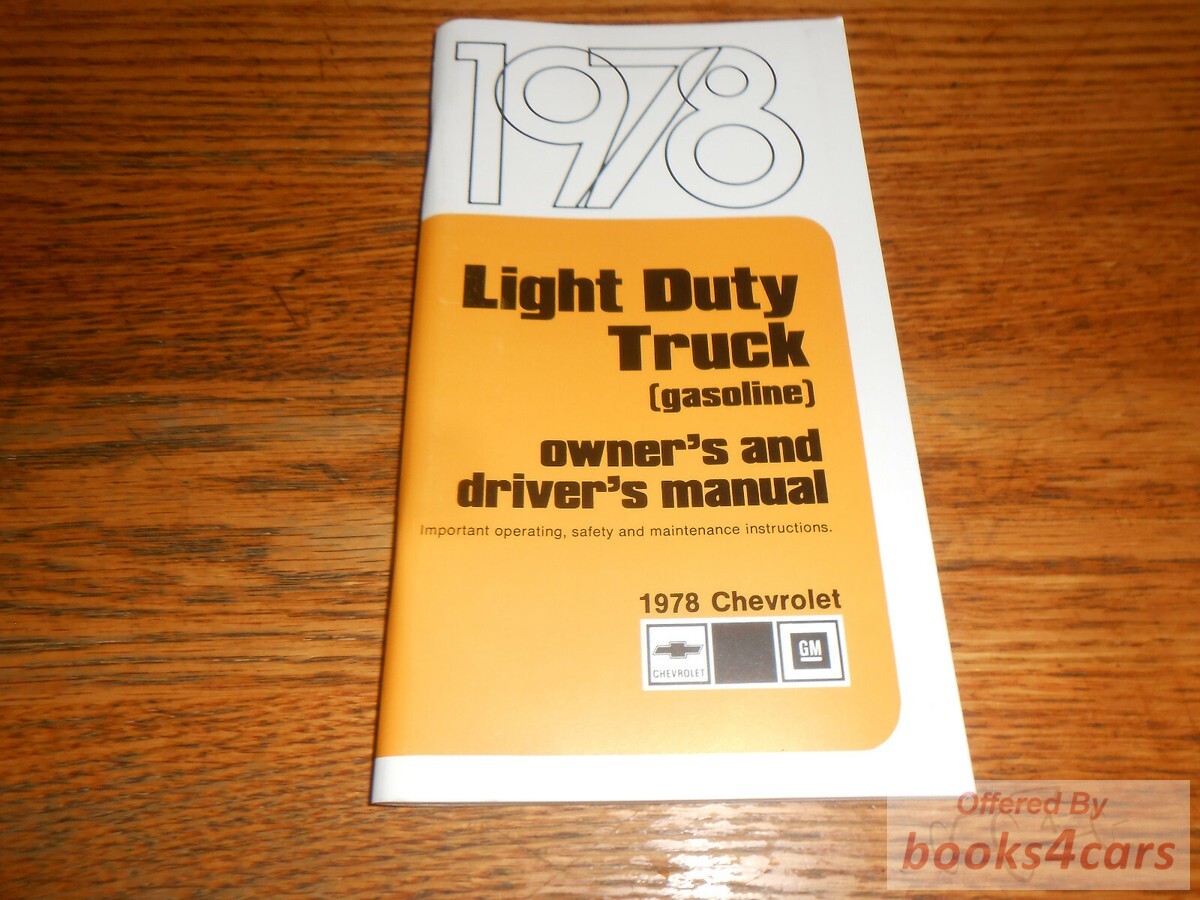 1978
Light Duty
Truck
(gasoline)
owner's and
driver's manual
Important operating, safety and maintenance instructions.
1978 Chevrolet
CHEVROLET
GM
Offered By
books4cars